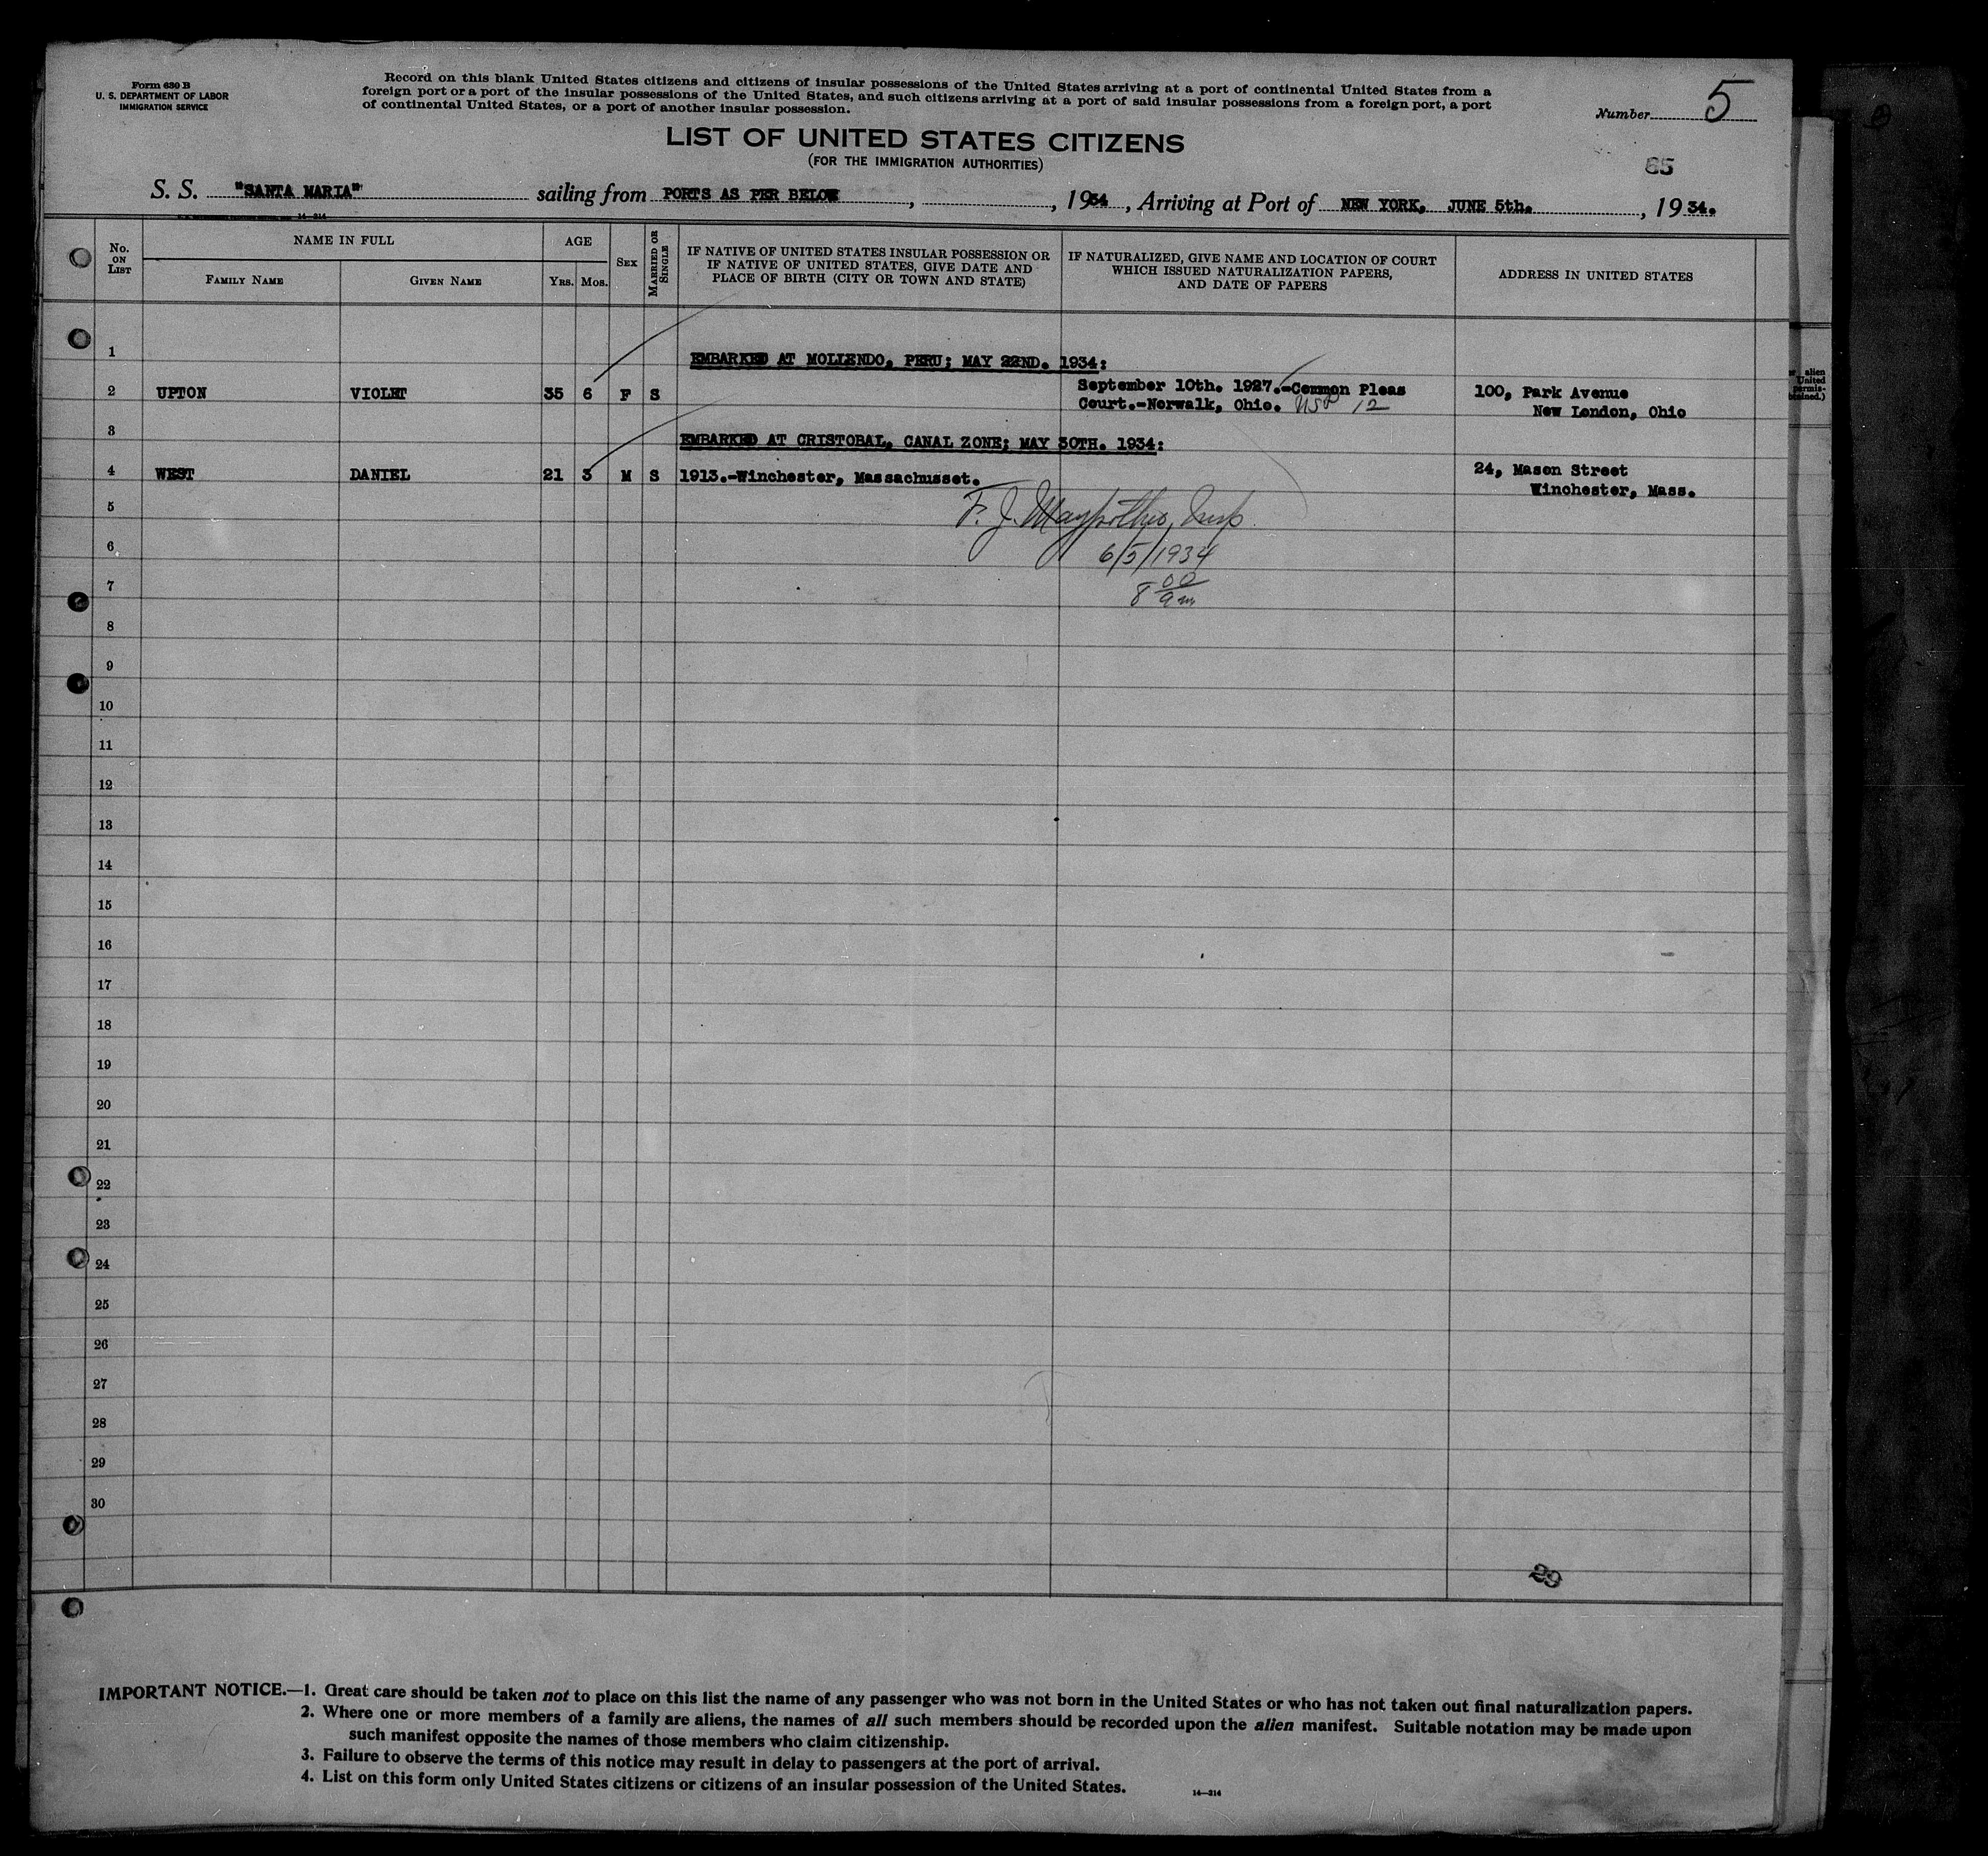 Form 630 B
U. S. DEPARTMENT OF LABOR
IMMIGRATION SERVICE
Record on this blank United States citizens and citizens of insular possessions of the United States arriving at a port of continental United States from a
foreign port or a port of the insular possessions of the United States, and such citizens arriving at a port of said insular possessions from a foreign port, a port
of continental United States, or a port of another insular possession.
Number 5
LIST OF UNITED STATES CITIZENS
(FOR THE IMMIGRATION AUTHORITIES)
65
S. S. "SANTA MARIA" sailing from PORTS AS PER BELOW, , 1934, Arriving at Port of NEW YORK, JUNE 5th., 1934.
14-214
No. ON LIST
NAME IN FULL
FAMILY NAME
GIVEN NAME
AGE
YRS. MOS.
SEX
MARRIED OR SINGLE
IF NATIVE OF UNITED STATES INSULAR POSSESSION OR
IF NATIVE OF UNITED STATES, GIVE DATE AND
PLACE OF BIRTH (CITY OR TOWN AND STATE)
IF NATURALIZED, GIVE NAME AND LOCATION OF COURT
WHICH ISSUED NATURALIZATION PAPERS,
AND DATE OF PAPERS
ADDRESS IN UNITED STATES
1 EMBARKED AT MOLLENDO, PERU; MAY 22ND. 1934:
2 UPTON VIOLET 35 6 F S September 10th. 1927.-Common Pleas 100, Park Avenue
Court.-Norwalk, Ohio. 12 New London, Ohio
3 EMBARKED AT CRISTOBAL, CANAL ZONE; MAY 30TH. 1934:
4 WEST DANIEL 21 3 M S 1913.-Winchester, Massachusset. 24, Mason Street
Winchester, Mass.
5 F. J. Insp.
6 6/5/1934
7 8 00 am
8
9
10
11
12
13
14
15
16
17
18
19
20
21
22
23
24
25
26
27
28
29
30
29
IMPORTANT NOTICE.—1. Great care should be taken not to place on this list the name of any passenger who was not born in the United States or who has not taken out final naturalization papers.
2. Where one or more members of a family are aliens, the names of all such members should be recorded upon the alien manifest. Suitable notation may be made upon
such manifest opposite the names of those members who claim citizenship.
3. Failure to observe the terms of this notice may result in delay to passengers at the port of arrival.
4. List on this form only United States citizens or citizens of an insular possession of the United States.
14—214